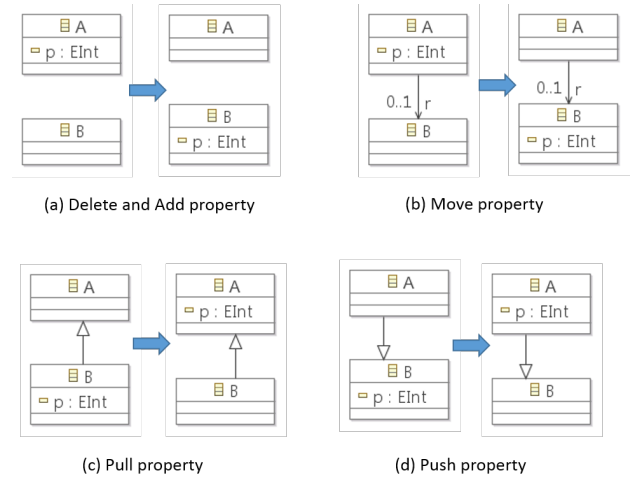 A
p : EInt
B
A
B
p : EInt
(a) Delete and Add property
A
p : EInt
0..1 r
B
A
0..1 r
B
p : EInt
(b) Move property
A
B
p : EInt
A
p : EInt
B
(c) Pull property
A
B
p : EInt
A
p : EInt
B
(d) Push property